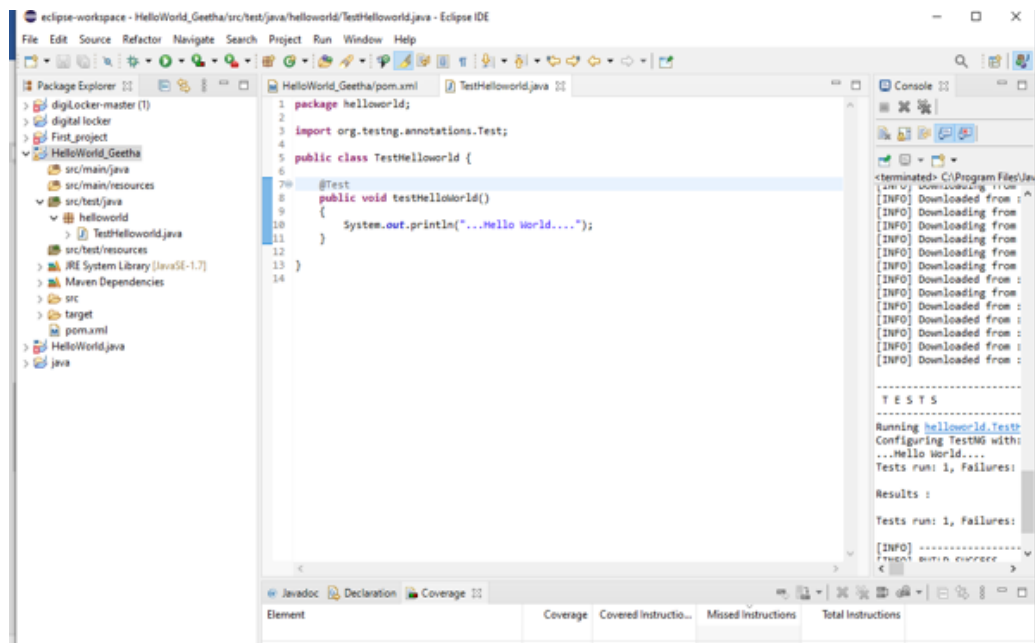 eclipse-workspace - HelloWorld_Geetha/src/test/java/helloworld/TestHelloworld.java - Eclipse IDE
File Edit Source Refactor Navigate Search Project Run Window Help
Package Explorer
digiLocker-master (1)
digital locker
First_project
HelloWorld_Geetha
src/main/java
src/main/resources
src/test/java
helloworld
TestHelloworld.java
src/test/resources
JRE System Library [JavaSE-1.7]
Maven Dependencies
src
target
pom.xml
HelloWorld.java
java
HelloWorld_Geetha/pom.xml TestHelloworld.java
1 package helloworld;
2
3 import org.testng.annotations.Test;
4
5 public class TestHelloworld {
6
7 @Test
8 public void testHelloWorld()
9 {
10 System.out.println("...Hello World....");
11 }
12
13 }
14
Console
<terminated> C:\Program Files\Jav
[INFO] Downloading from
[INFO] Downloaded from :
[INFO] Downloading from
[INFO] Downloading from
[INFO] Downloading from
[INFO] Downloading from
[INFO] Downloading from
[INFO] Downloaded from :
[INFO] Downloading from
[INFO] Downloaded from :
[INFO] Downloaded from :
[INFO] Downloaded from :
[INFO] Downloaded from :
[INFO] Downloaded from :
-------------------------
T E S T S
-------------------------
Running helloworld.TestH
Configuring TestNG with:
...Hello World....
Tests run: 1, Failures:
Results :
Tests run: 1, Failures:
[INFO] ------------------
[INFO] BUILD SUCCESS
Javadoc Declaration Coverage
Element Coverage Covered Instructio... Missed Instructions Total Instructions